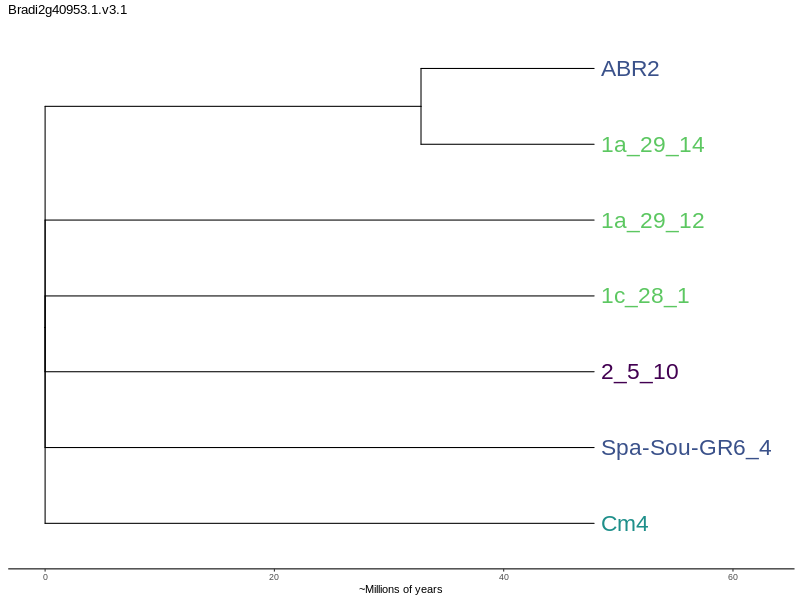 Bradi2g40953.1.v3.1
ABR2
1a_29_14
1a_29_12
1c_28_1
2_5_10
Spa-Sou-GR6_4
Cm4
0 20 40 60
~Millions of years